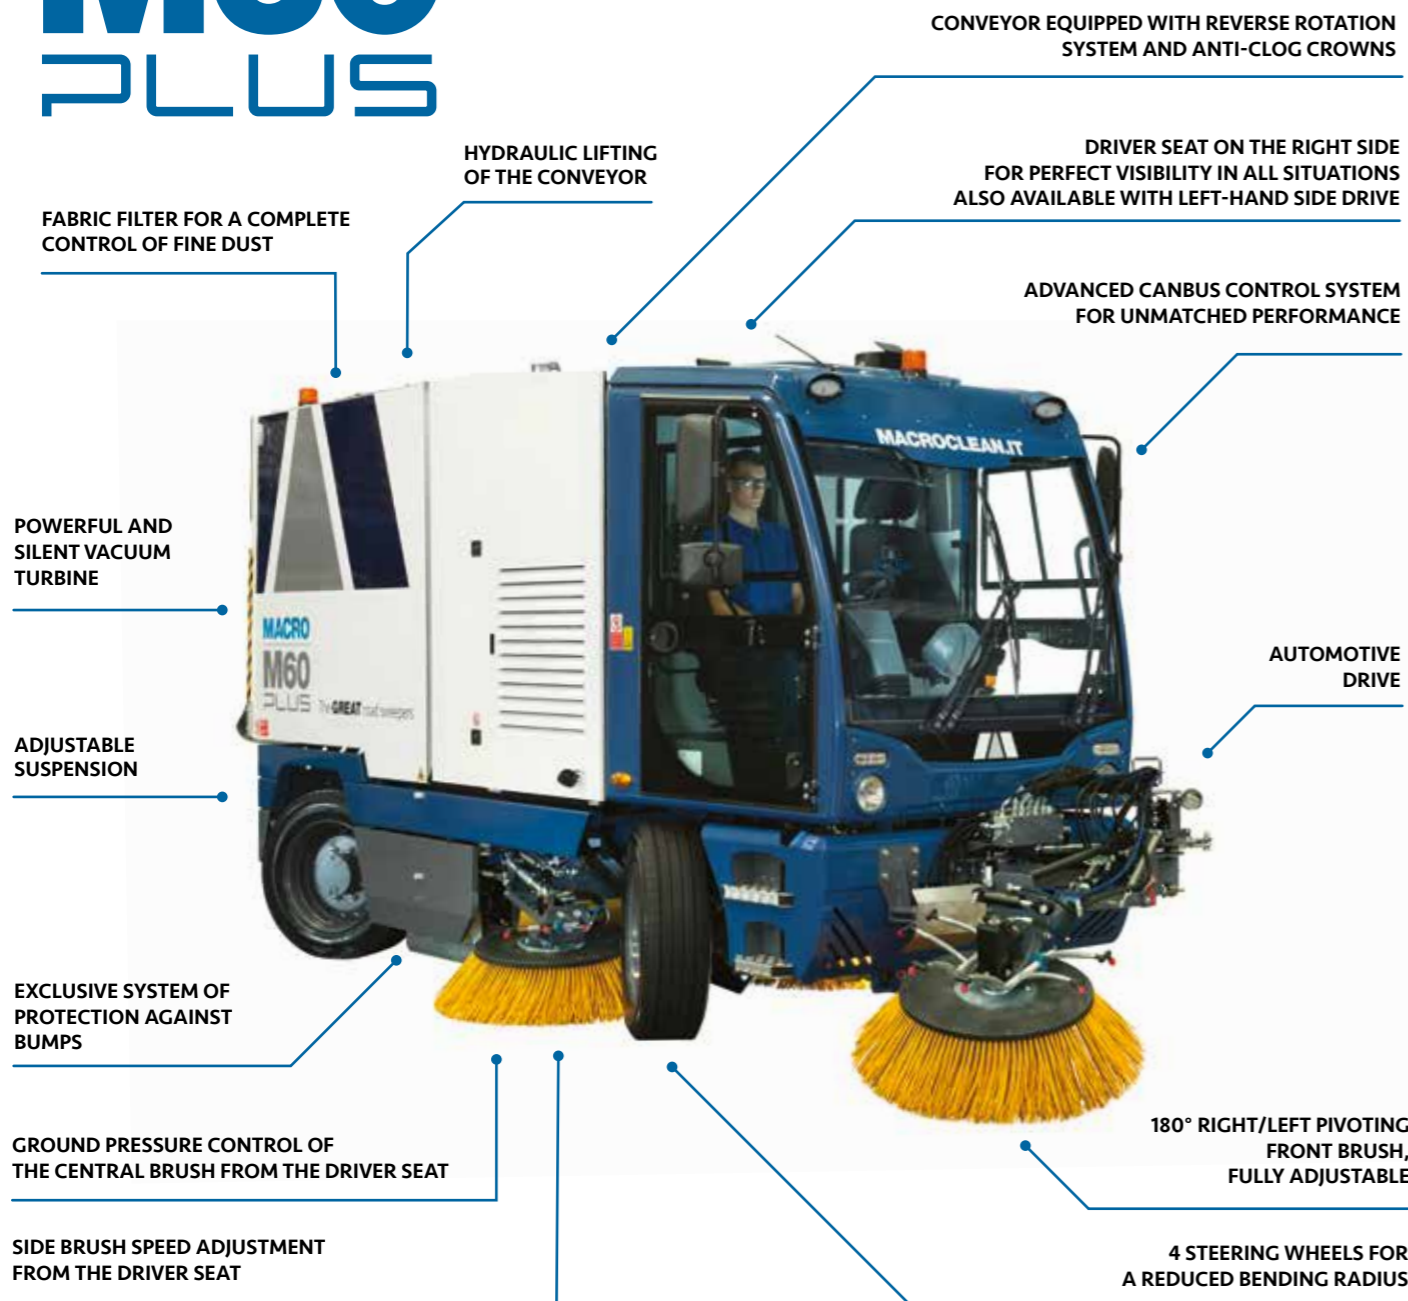 M60
PLUS
CONVEYOR EQUIPPED WITH REVERSE ROTATION
SYSTEM AND ANTI-CLOG CROWNS
HYDRAULIC LIFTING
OF THE CONVEYOR
DRIVER SEAT ON THE RIGHT SIDE
FOR PERFECT VISIBILITY IN ALL SITUATIONS
ALSO AVAILABLE WITH LEFT-HAND SIDE DRIVE
FABRIC FILTER FOR A COMPLETE
CONTROL OF FINE DUST
ADVANCED CANBUS CONTROL SYSTEM
FOR UNMATCHED PERFORMANCE
MACROCLEAN.IT
POWERFUL AND
SILENT VACUUM
TURBINE
MACRO
M60
PLUS The GREAT road sweepers
AUTOMOTIVE
DRIVE
ADJUSTABLE
SUSPENSION
EXCLUSIVE SYSTEM OF
PROTECTION AGAINST
BUMPS
180° RIGHT/LEFT PIVOTING
FRONT BRUSH,
FULLY ADJUSTABLE
GROUND PRESSURE CONTROL OF
THE CENTRAL BRUSH FROM THE DRIVER SEAT
SIDE BRUSH SPEED ADJUSTMENT
FROM THE DRIVER SEAT
4 STEERING WHEELS FOR
A REDUCED BENDING RADIUS